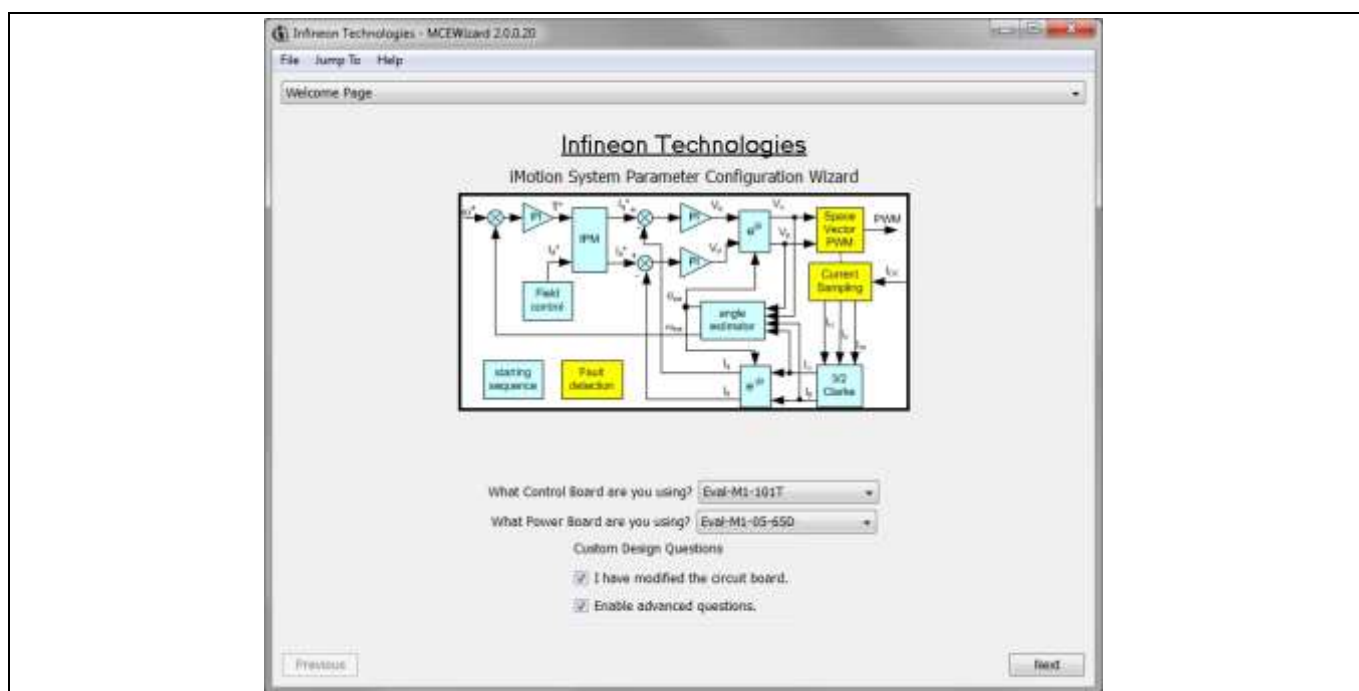 Infineon Technologies - MCEWizard 2.0.0.20
File Jump To Help
Welcome Page
Infineon Technologies
iMotion System Parameter Configuration Wizard
PI
T*
IPM
Field
control
PI
PI
Space
Vector
PWM
PWM
Current
Sampling
angle
estimator
starting
sequence
Fault
detection
3/2
Clarke
What Control Board are you using? Eval-M1-101T
What Power Board are you using? Eval-M1-05-65D
Custom Design Questions
I have modified the circuit board.
Enable advanced questions.
Previous
Next